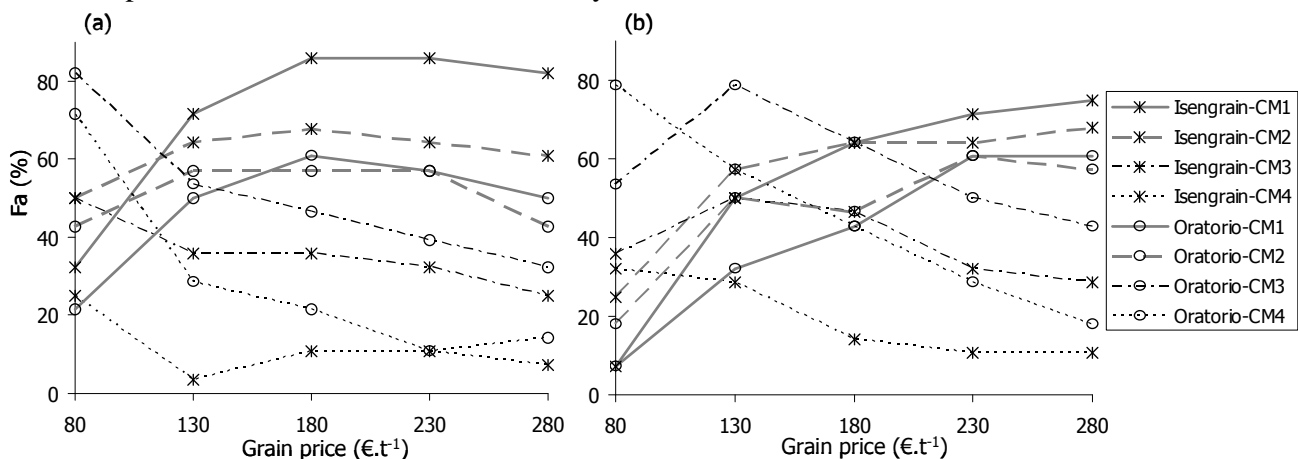 (a)
(b)
Fa (%)
80
60
40
20
0
80 130 180 230 280
Grain price (€.t⁻¹)
80
60
40
20
0
80 130 180 230 280
Grain price (€.t⁻¹)
Isengrain-CM1
Isengrain-CM2
Isengrain-CM3
Isengrain-CM4
Oratorio-CM1
Oratorio-CM2
Oratorio-CM3
Oratorio-CM4